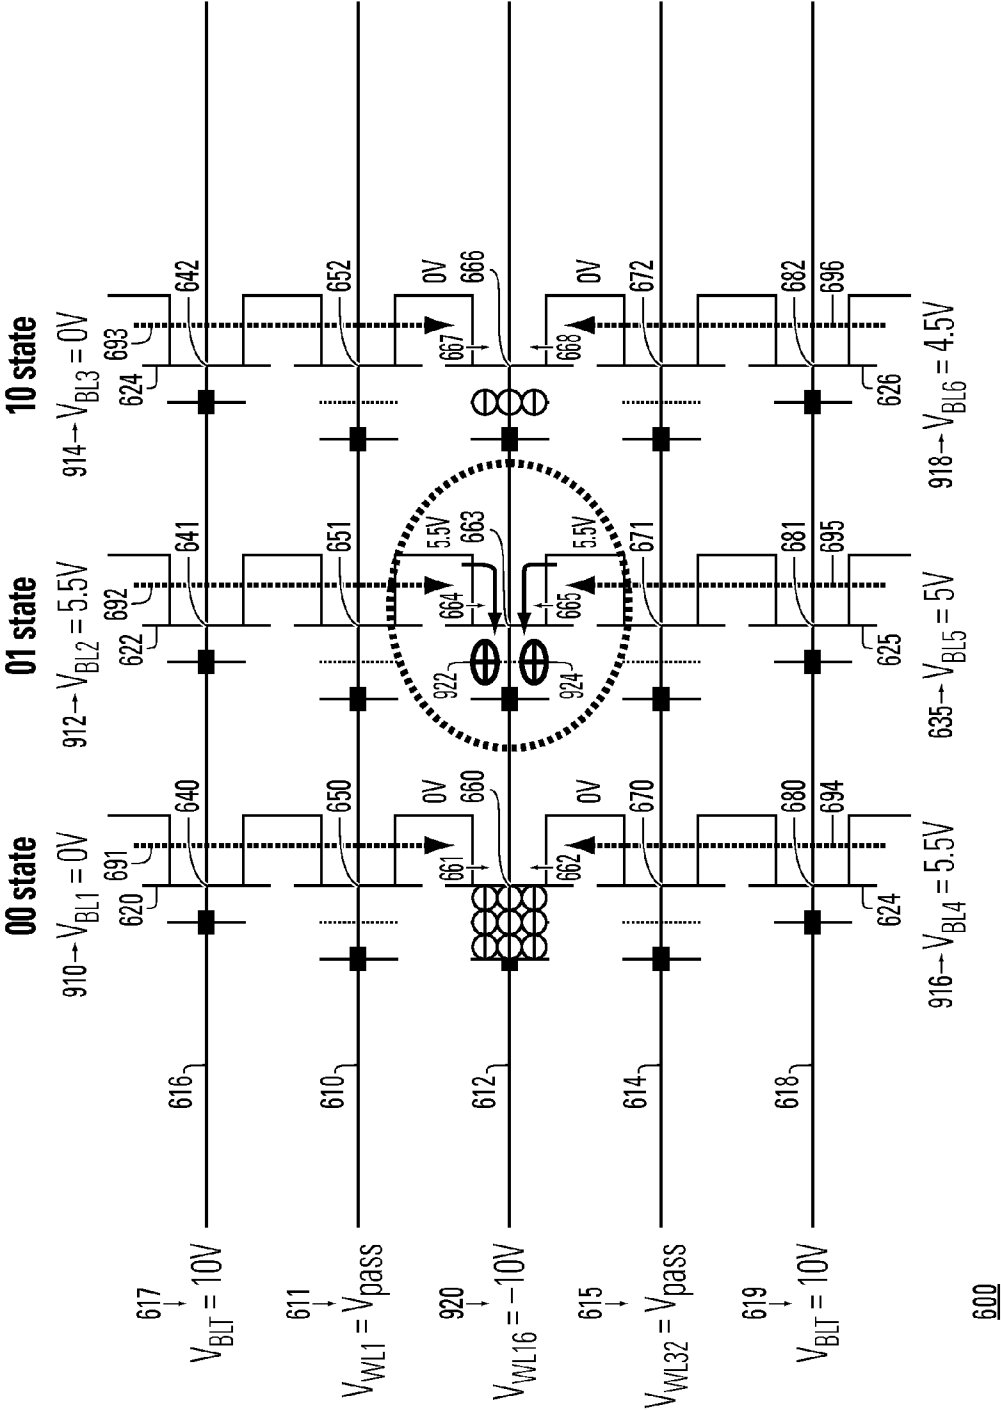 00 state
01 state
10 state
910→V_BL1 = 0V
912→V_BL2 = 5.5V
914→V_BL3 = 0V
691
692
693
620
622
624
617
616
640
641
642
V_BLT = 10V
611
610
650
651
652
V_WL1 = V_pass
0V
5.5V
0V
920
661
922
664
667
612
660
663
666
V_WL16 = –10V
662
924
665
668
0V
5.5V
0V
615
614
670
671
672
V_WL32 = V_pass
619
618
680
681
682
V_BLT = 10V
694
695
696
624
625
626
916→V_BL4 = 5.5V
635→V_BL5 = 5V
918→V_BL6 = 4.5V
600